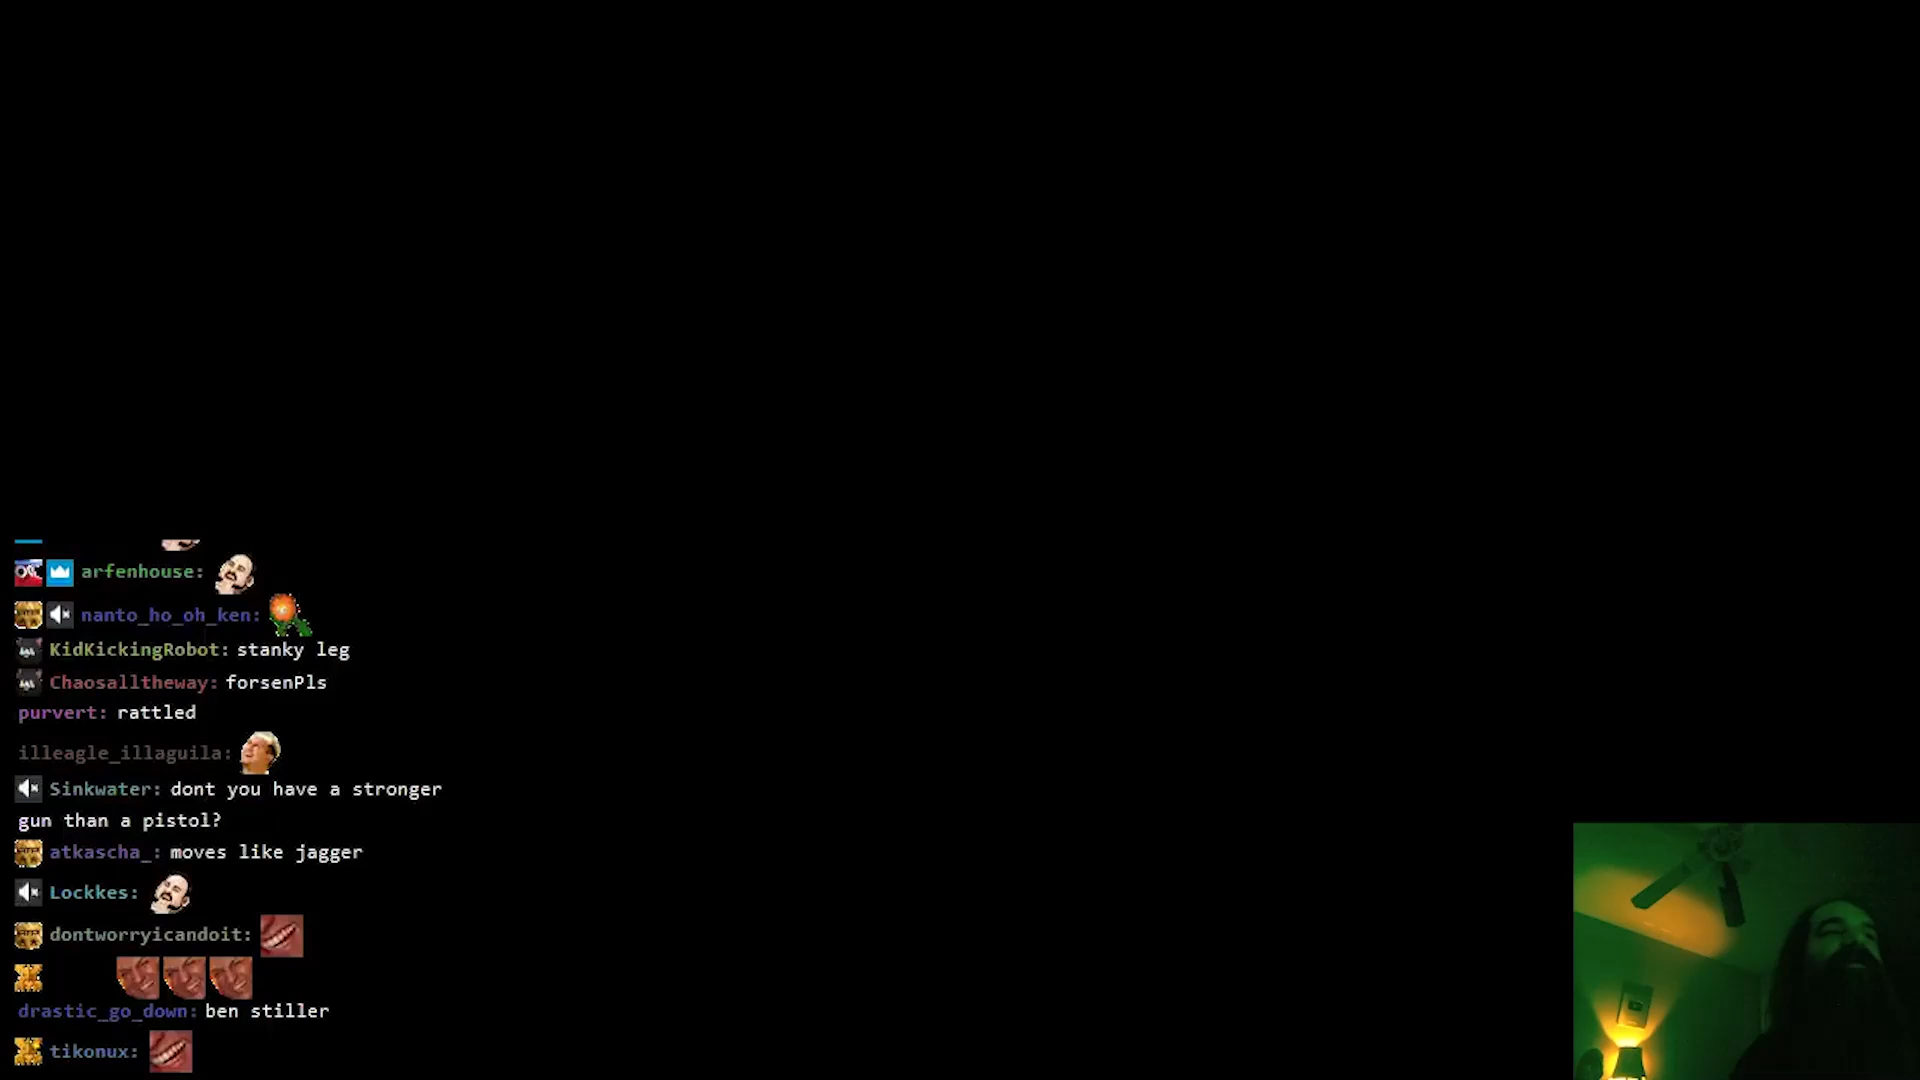 arfenhouse:
nanto_ho_oh_ken:
KidKickingRobot: stanky leg
Chaosalltheway: forsenPls
purvert: rattled
illeagle_illaguila:
Sinkwater: dont you have a stronger
gun than a pistol?
atkascha_: moves like jagger
Lockkes:
dontworryicandoit:
drastic_go_down: ben stiller
tikonux: